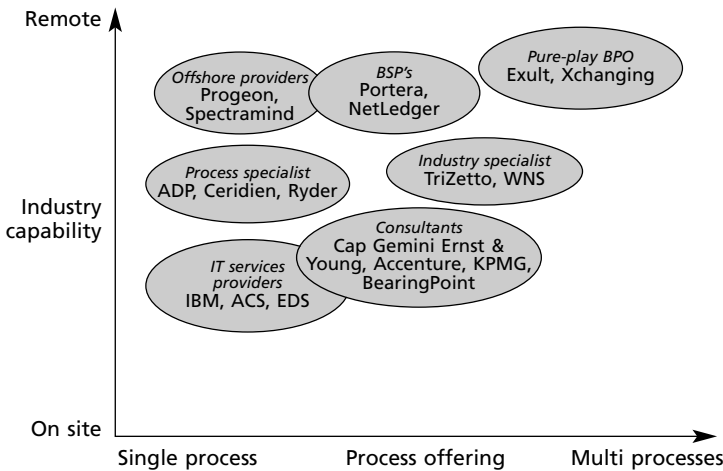 Remote
Offshore providers
Progeon,
Spectramind
BSP's
Portera,
NetLedger
Pure-play BPO
Exult, Xchanging
Process specialist
ADP, Ceridien, Ryder
Industry specialist
TriZetto, WNS
Industry
capability
IT services
providers
IBM, ACS, EDS
Consultants
Cap Gemini Ernst &
Young, Accenture, KPMG,
BearingPoint
On site
Single process
Process offering
Multi processes